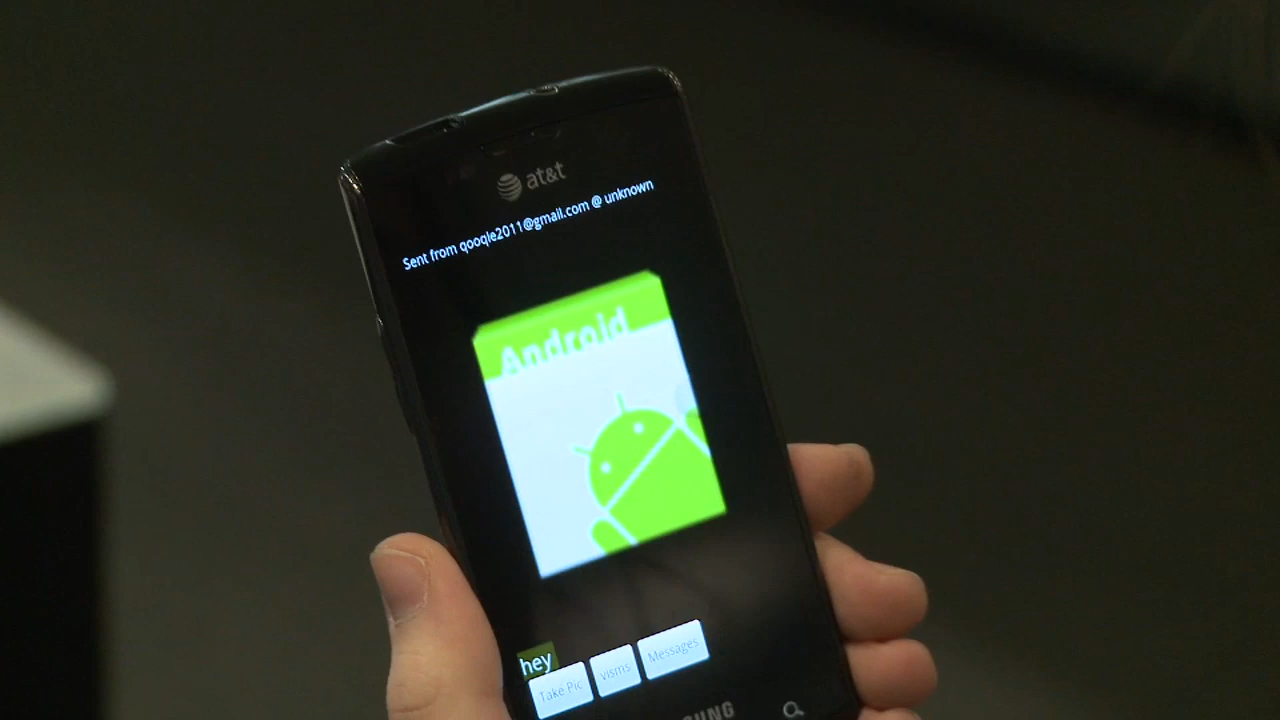 at&t
Sent from qooqle2011@gmail.com @ unknown
Android
hey
Take Pic visms Messages